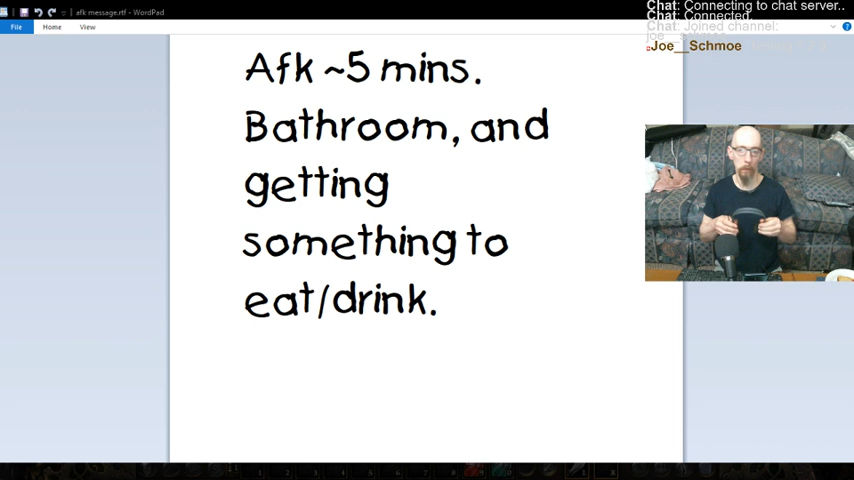 afk message.rtf - WordPad
File Home View
Afk ~5 mins.
Bathroom, and
getting
something to
eat/drink.
Chat: Connecting to chat server..
Chat: Connected.
Chat: Joined channel:
joe__schmoe
Joe__Schmoe